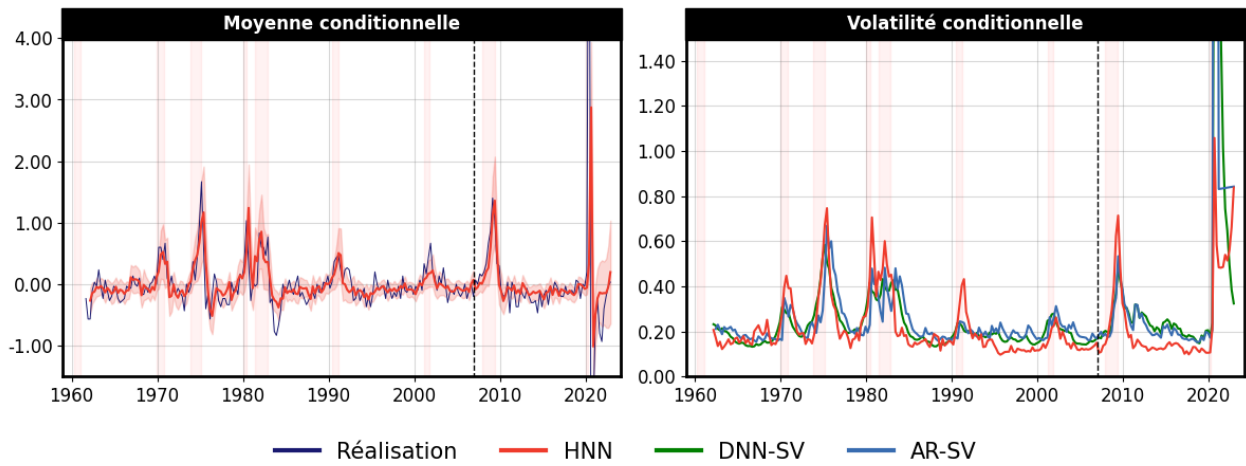 Moyenne conditionnelle
4.00
3.00
2.00
1.00
0.00
-1.00
1960 1970 1980 1990 2000 2010 2020
Volatilité conditionnelle
1.40
1.20
1.00
0.80
0.60
0.40
0.20
0.00
1960 1970 1980 1990 2000 2010 2020
Réalisation HNN DNN-SV AR-SV